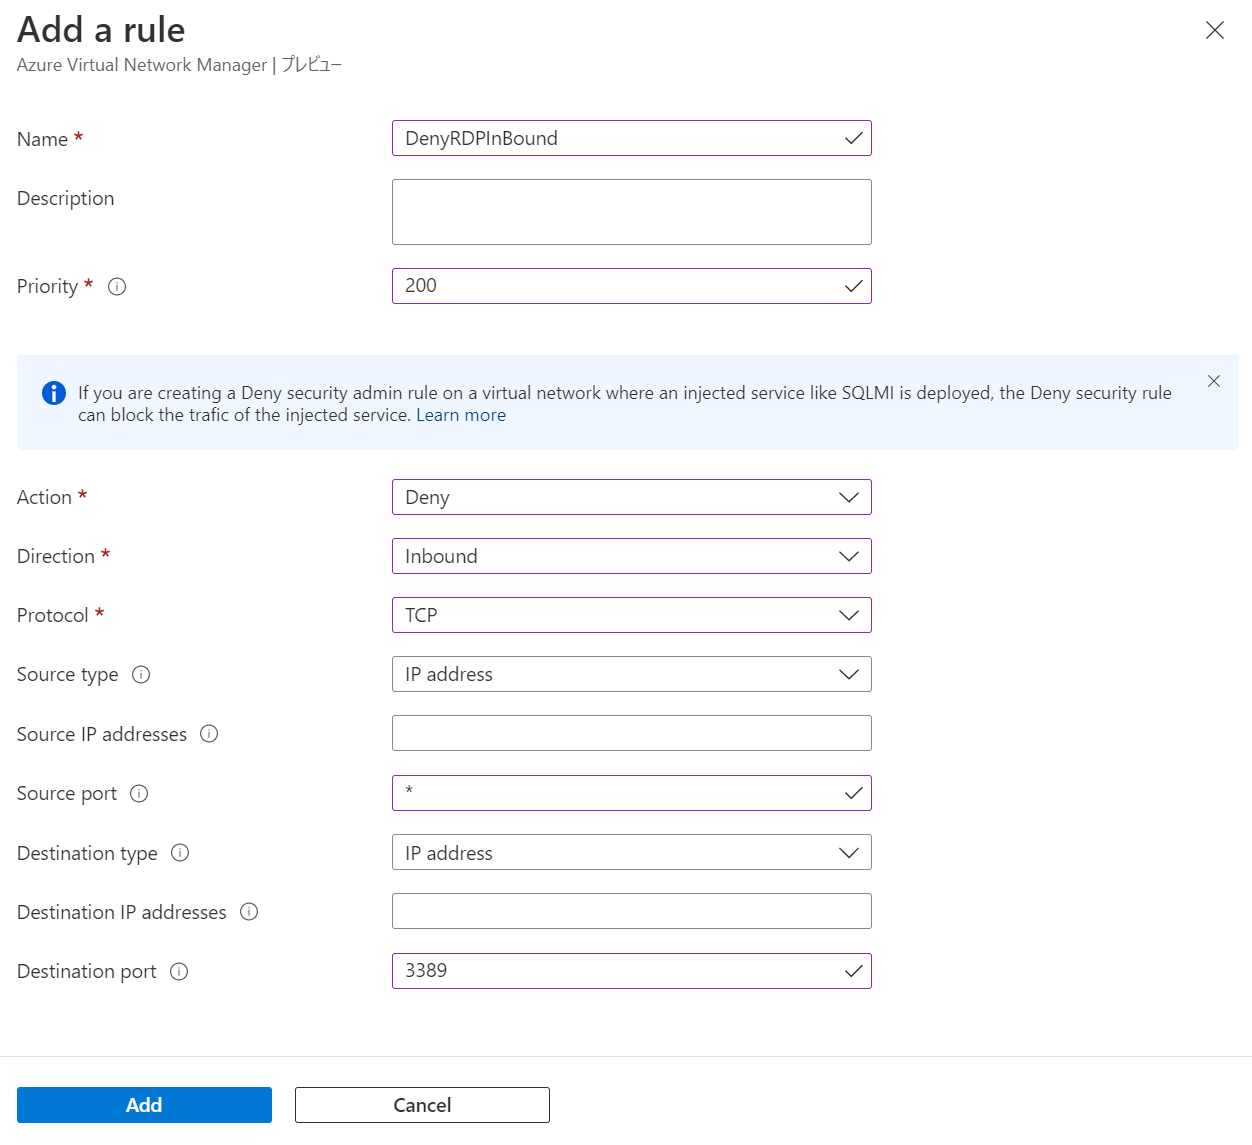 Add a rule
Azure Virtual Network Manager | プレビュー
Name *
DenyRDPInBound
Description
Priority *
200
If you are creating a Deny security admin rule on a virtual network where an injected service like SQLMI is deployed, the Deny security rule
can block the trafic of the injected service. Learn more
Action *
Deny
Direction *
Inbound
Protocol *
TCP
Source type
IP address
Source IP addresses
Source port
*
Destination type
IP address
Destination IP addresses
Destination port
3389
Add
Cancel